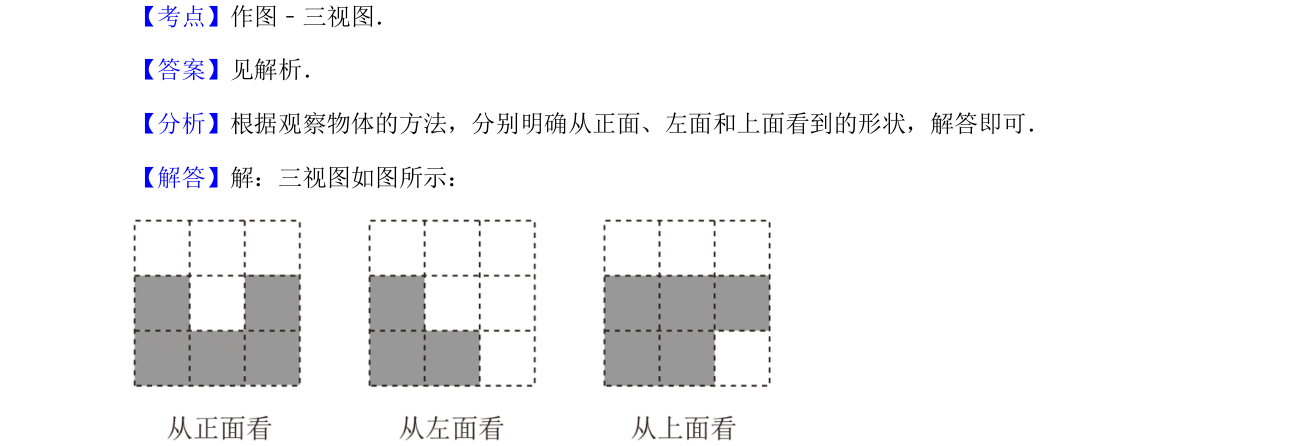 【考点】作图﹣三视图．
【答案】见解析．
【分析】根据观察物体的方法，分别明确从正面、左面和上面看到的形状，解答即可．
【解答】解：三视图如图所示：
从正面看 从左面看 从上面看